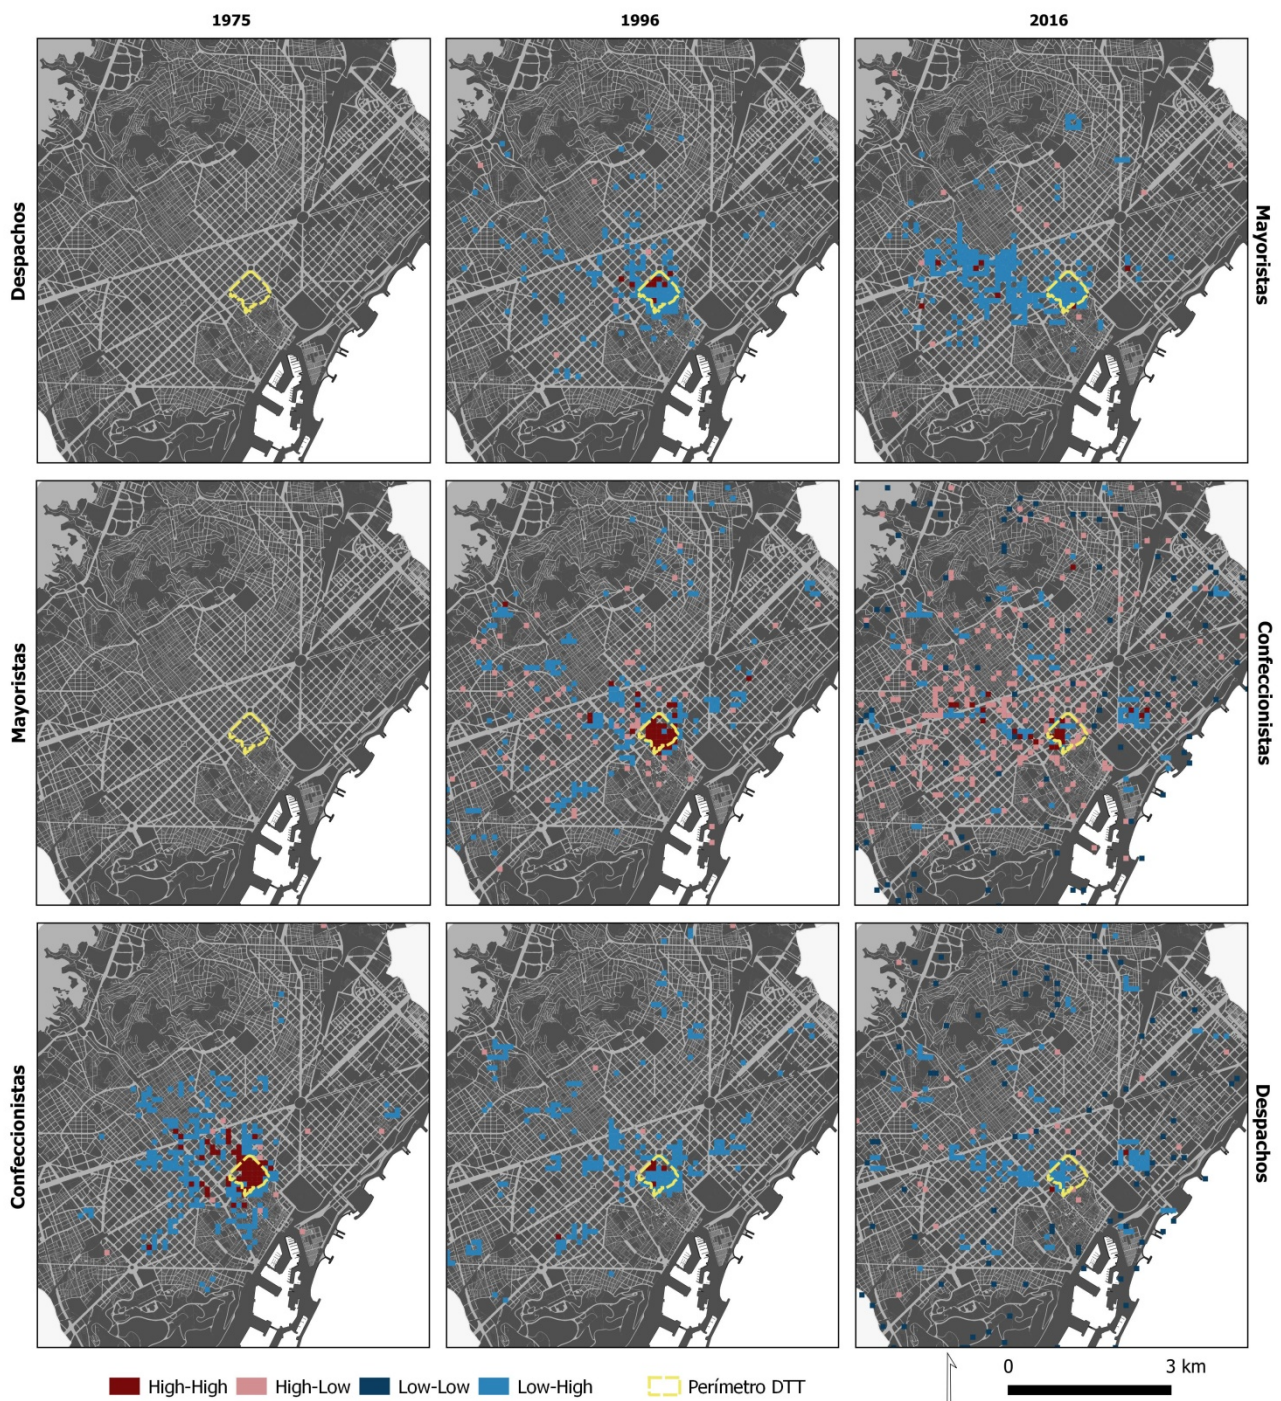 1975
1996
2016
Despachos
Mayoristas
Mayoristas
Confeccionistas
Confeccionistas
Despachos
High-High
High-Low
Low-Low
Low-High
Perímetro DTT
0
3 km